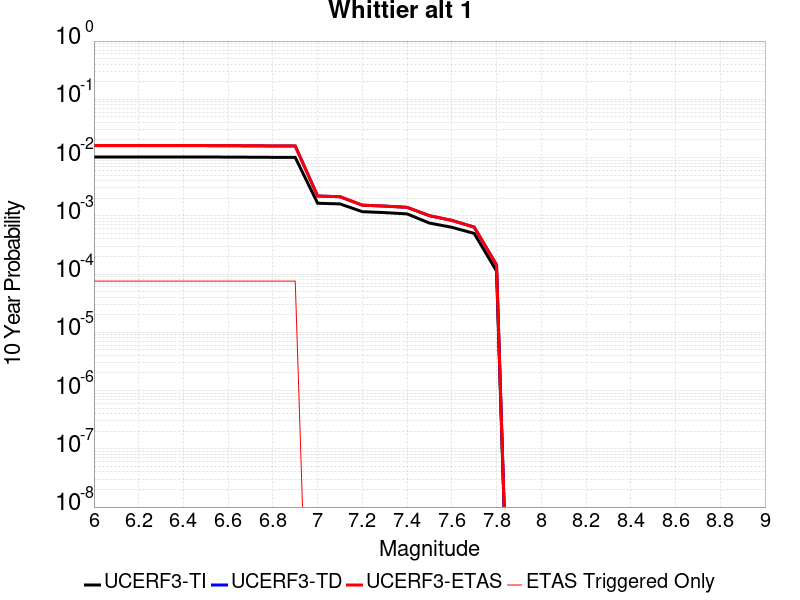 Whittier alt 1
10^0
10^-1
10^-2
10^-3
10^-4
10^-5
10^-6
10^-7
10^-8
10 Year Probability
6 6.2 6.4 6.6 6.8 7 7.2 7.4 7.6 7.8 8 8.2 8.4 8.6 8.8 9
Magnitude
UCERF3-TI UCERF3-TD UCERF3-ETAS ETAS Triggered Only